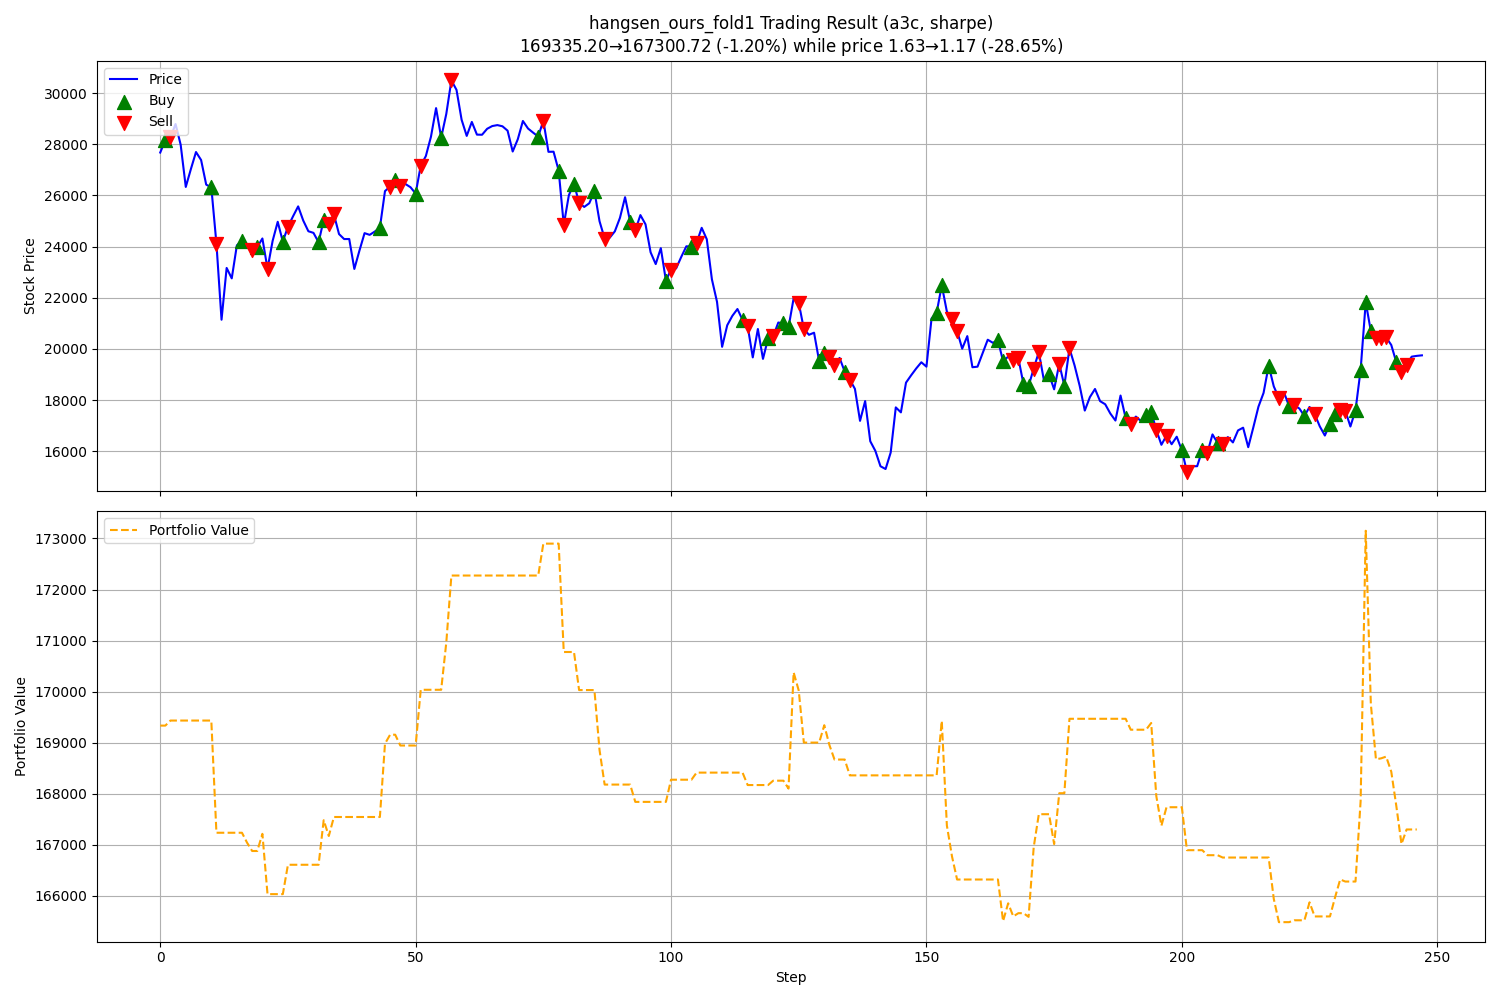 hangsen_ours_fold1 Trading Result (a3c, sharpe)
169335.20→167300.72 (-1.20%) while price 1.63→1.17 (-28.65%)
Price
Buy
Sell
Stock Price
30000
28000
26000
24000
22000
20000
18000
16000
Portfolio Value
Portfolio Value
173000
172000
171000
170000
169000
168000
167000
166000
0
50
100
150
200
250
Step